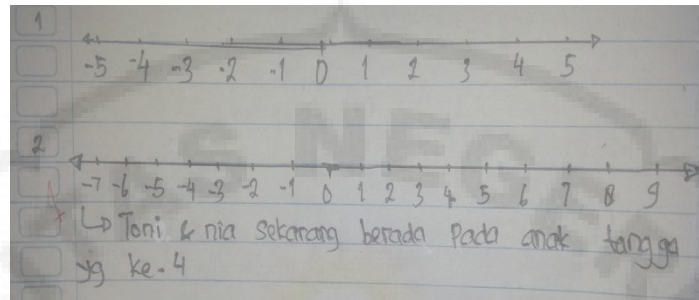 1
-5 -4 -3 -2 -1 0 1 2 3 4 5
2
-7 -6 -5 -4 -3 -2 -1 0 1 2 3 4 5 6 7 8 9
↳ Toni & nia sekarang berada pada anak tangga
yg ke-4